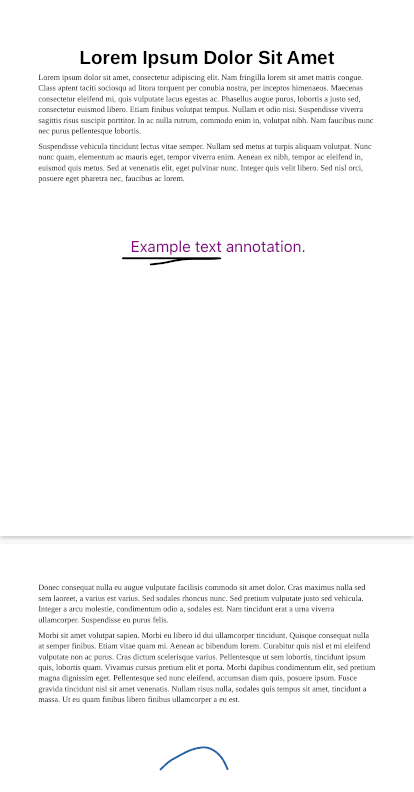 Lorem Ipsum Dolor Sit Amet
Lorem ipsum dolor sit amet, consectetur adipiscing elit. Nam fringilla lorem sit amet mattis congue.
Class aptent taciti sociosqu ad litora torquent per conubia nostra, per inceptos himenaeos. Maecenas
consectetur eleifend mi, quis vulputate lacus egestas ac. Phasellus augue purus, lobortis a justo sed,
consectetur euismod libero. Etiam finibus volutpat tempus. Nullam et odio nisi. Suspendisse viverra
sagittis risus suscipit porttitor. In ac nulla rutrum, commodo enim in, volutpat nibh. Nam faucibus nunc
nec purus pellentesque lobortis.
Suspendisse vehicula tincidunt lectus vitae semper. Nullam sed metus at turpis aliquam volutpat. Nunc
nunc quam, elementum ac mauris eget, tempor viverra enim. Aenean ex nibh, tempor ac eleifend in,
euismod quis metus. Sed at venenatis elit, eget pulvinar nunc. Integer quis velit libero. Sed nisl orci,
posuere eget pharetra nec, faucibus ac lorem.
Example text annotation.
Donec consequat nulla eu augue vulputate facilisis commodo sit amet dolor. Cras maximus nulla sed
sem laoreet, a varius est varius. Sed sodales rhoncus nunc. Sed pretium vulputate justo sed vehicula.
Integer a arcu molestie, condimentum odio a, sodales est. Nam tincidunt erat a urna viverra
ullamcorper. Suspendisse eu purus felis.
Morbi sit amet volutpat sapien. Morbi eu libero id dui ullamcorper tincidunt. Quisque consequat nulla
at semper finibus. Etiam vitae quam mi. Aenean ac bibendum lorem. Curabitur quis nisl et mi eleifend
vulputate non ac purus. Cras dictum scelerisque varius. Pellentesque ut sem lobortis, tincidunt ipsum
quis, lobortis quam. Vivamus cursus pretium elit et porta. Morbi dapibus condimentum elit, sed pretium
magna dignissim eget. Pellentesque sed nunc eleifend, accumsan diam quis, posuere ipsum. Fusce
gravida tincidunt nisl sit amet venenatis. Nullam risus nulla, sodales quis tempus sit amet, tincidunt a
massa. Ut eu quam finibus libero finibus ullamcorper a eu est.